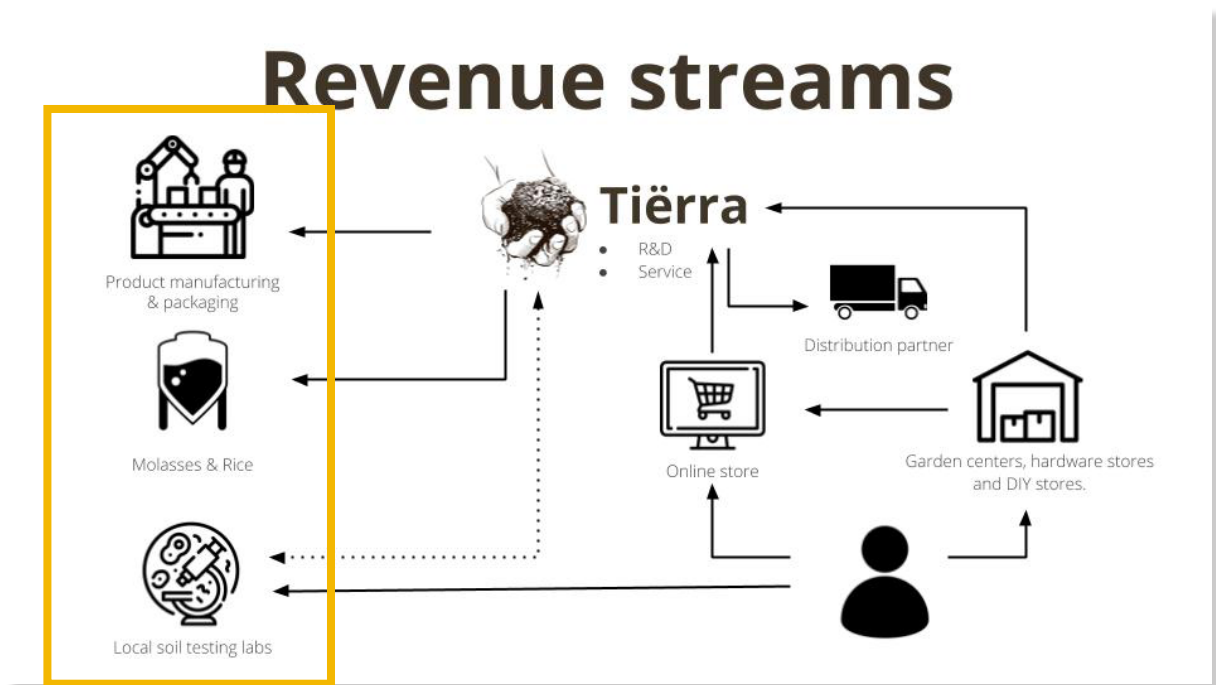 Revenue streams
Product manufacturing
& packaging
Tiërra
• R&D
• Service
Distribution partner
Molasses & Rice
Online store
Garden centers, hardware stores
and DIY stores.
Local soil testing labs